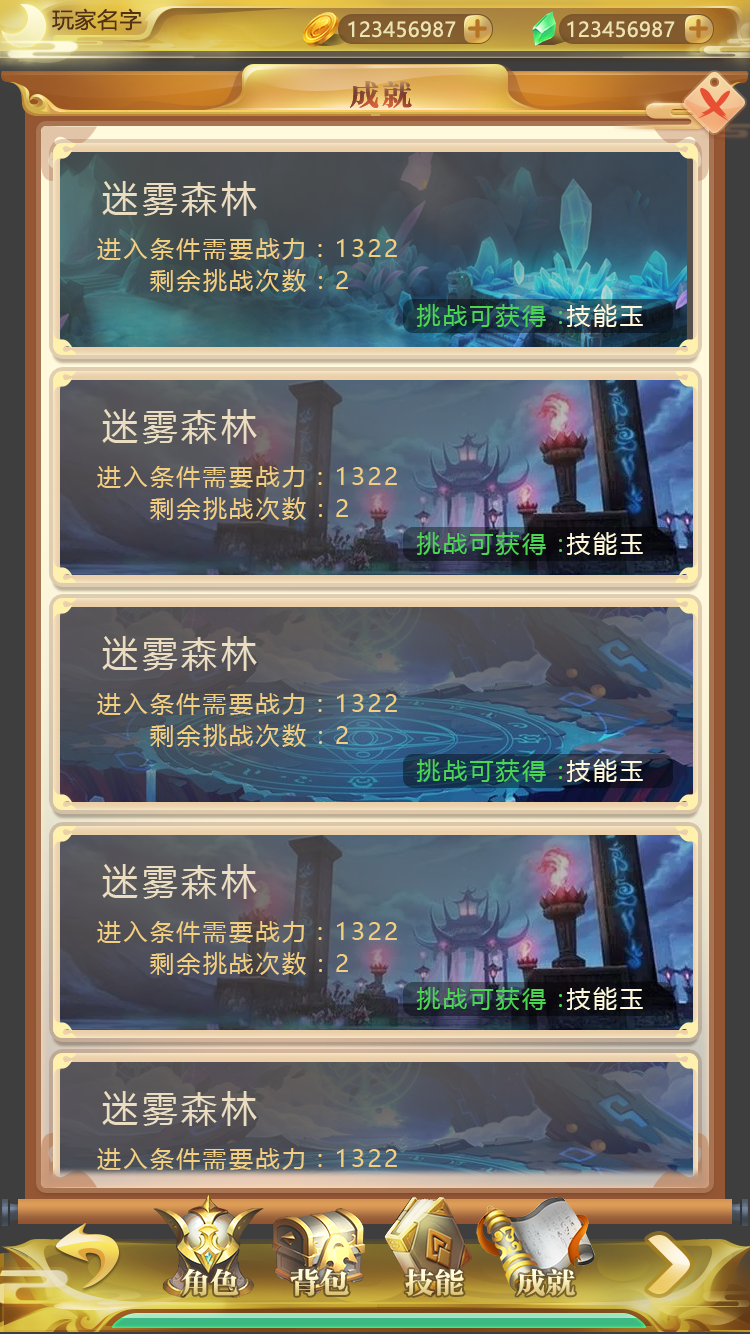 玩家名字
123456987
123456987
成就
迷雾森林
进入条件需要战力：1322
剩余挑战次数：2
挑战可获得 :技能玉
迷雾森林
进入条件需要战力：1322
剩余挑战次数：2
挑战可获得 :技能玉
迷雾森林
进入条件需要战力：1322
剩余挑战次数：2
挑战可获得 :技能玉
迷雾森林
进入条件需要战力：1322
剩余挑战次数：2
挑战可获得 :技能玉
迷雾森林
进入条件需要战力：1322
角色
背包
技能
成就